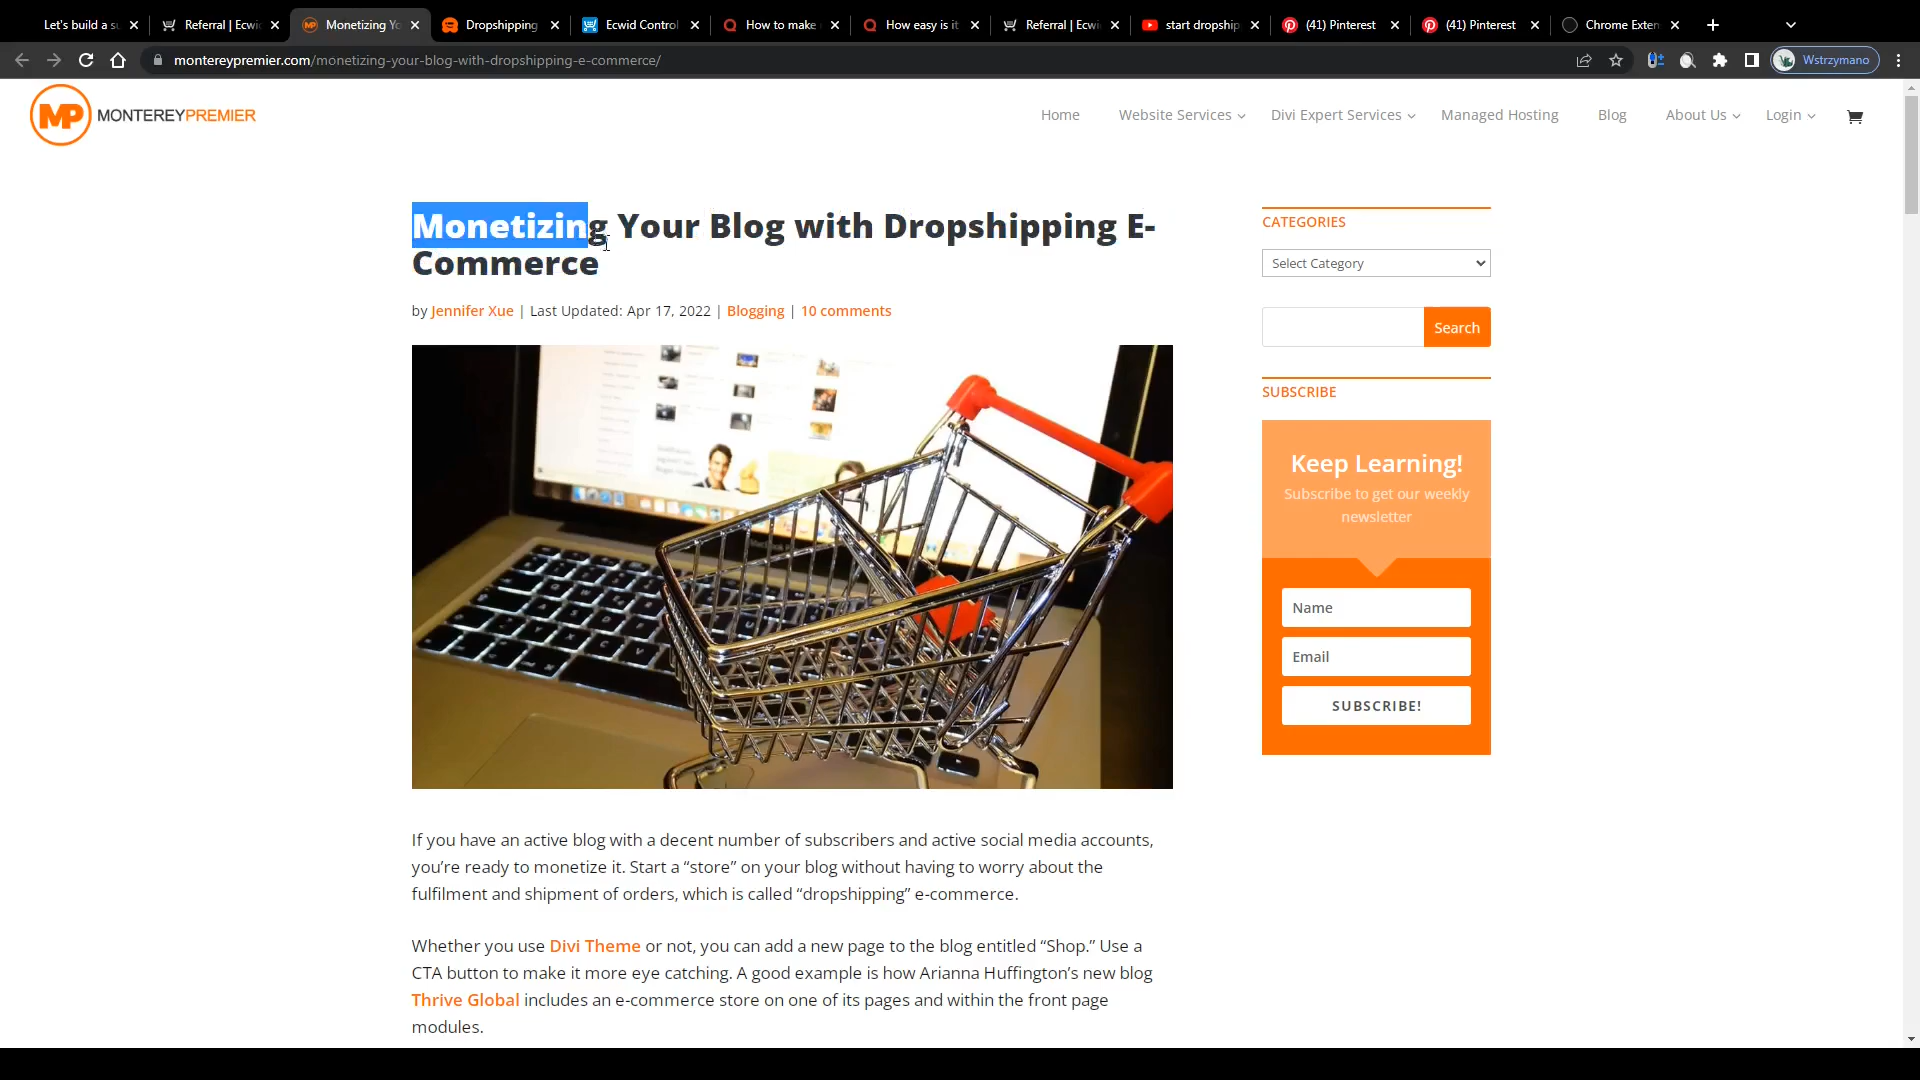 Let's build a su
Referral | Ecwi
Monetizing Yo
Dropshipping
Ecwid Control
How to make
How easy is it
Referral | Ecwi
start dropship
(41) Pinterest
(41) Pinterest
Chrome Exten
montereypremier.com/monetizing-your-blog-with-dropshipping-e-commerce/
Wstrzymano
MP MONTEREYPREMIER
Home
Website Services
Divi Expert Services
Managed Hosting
Blog
About Us
Login
Monetizing Your Blog with Dropshipping E-
Commerce
by Jennifer Xue | Last Updated: Apr 17, 2022 | Blogging | 10 comments
If you have an active blog with a decent number of subscribers and active social media accounts,
you’re ready to monetize it. Start a “store” on your blog without having to worry about the
fulfilment and shipment of orders, which is called “dropshipping” e-commerce.
Whether you use Divi Theme or not, you can add a new page to the blog entitled “Shop.” Use a
CTA button to make it more eye catching. A good example is how Arianna Huffington’s new blog
Thrive Global includes an e-commerce store on one of its pages and within the front page
modules.
CATEGORIES
Select Category
Search
SUBSCRIBE
Keep Learning!
Subscribe to get our weekly
newsletter
Name
Email
SUBSCRIBE!